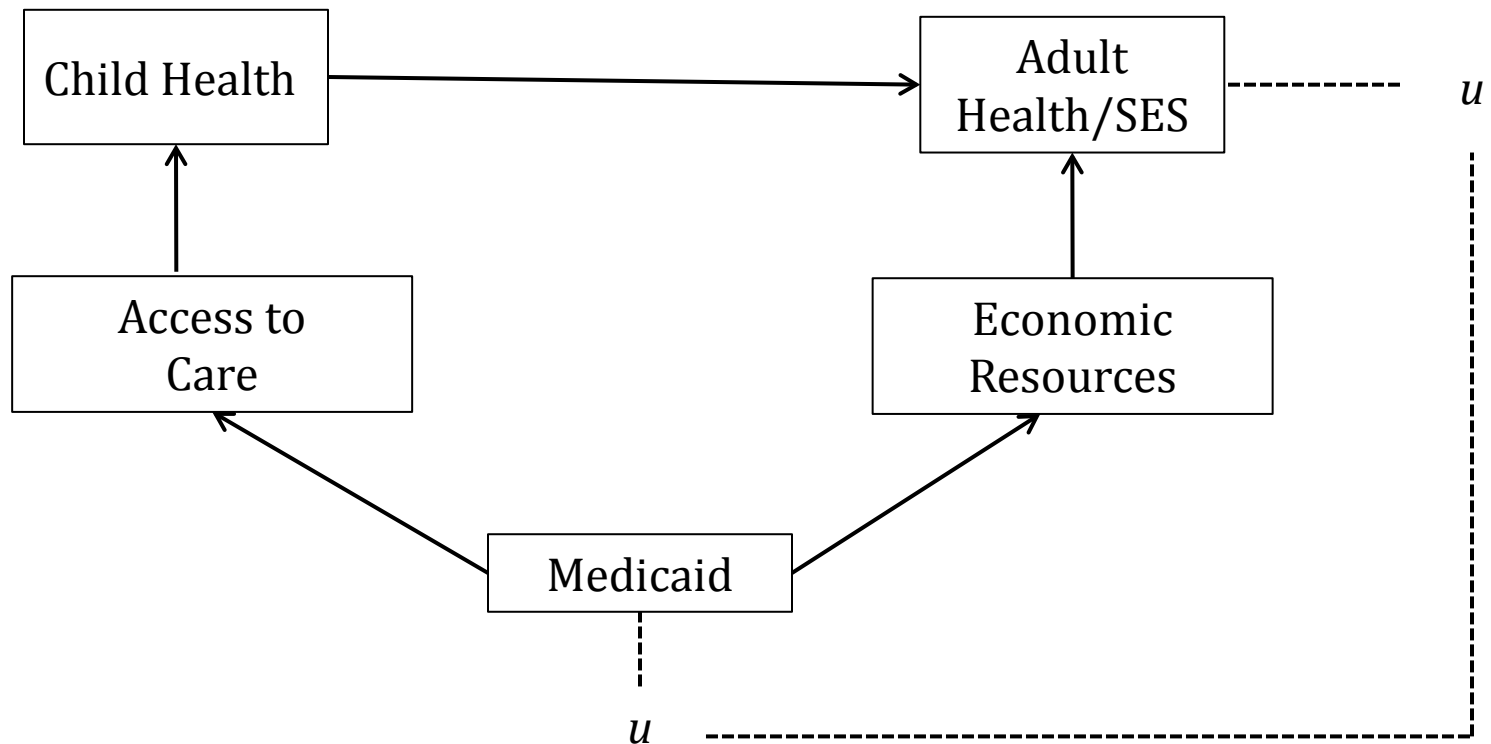 Child Health
Adult
Health/SES
u
Access to
Care
Economic
Resources
Medicaid
u